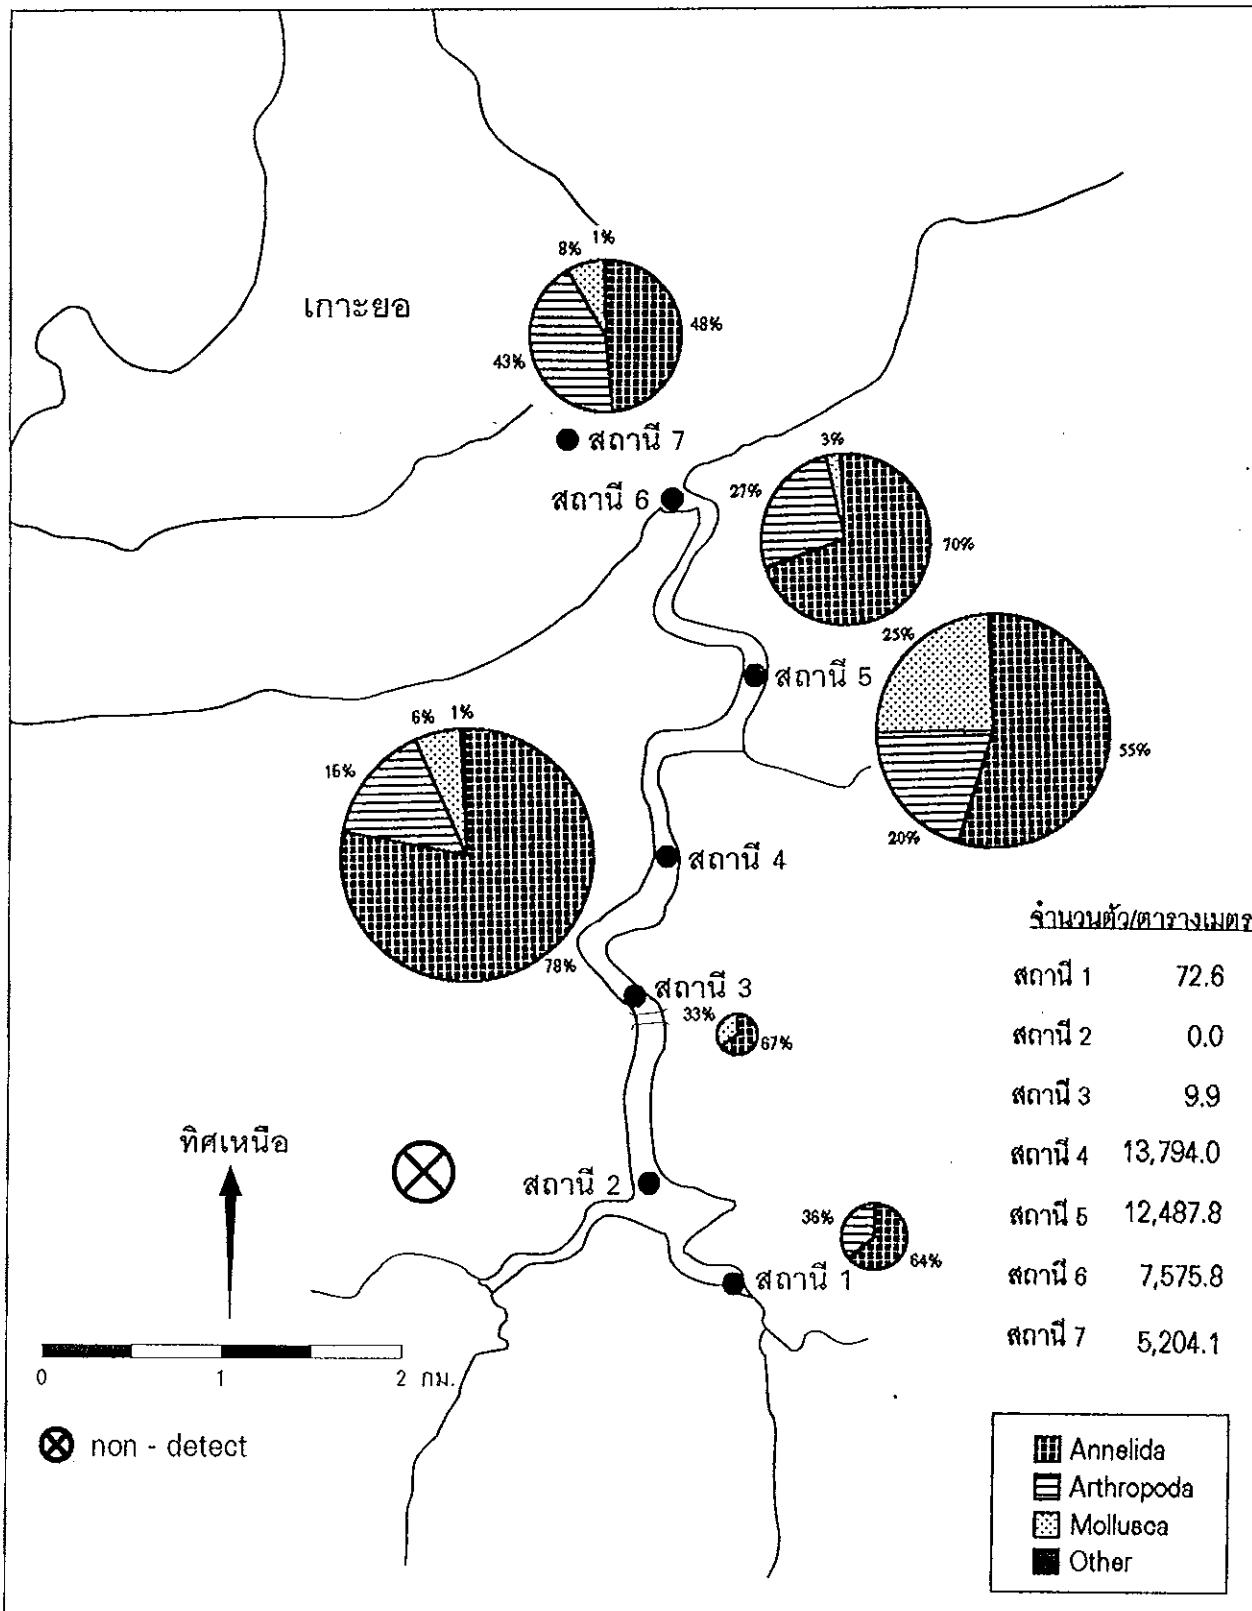 8% 1%
เกาะยอ
48%
43%
สถานี 7
3%
สถานี 6
27%
70%
25%
สถานี 5
6% 1%
16%
55%
20%
สถานี 4
78%
จำนวนตัว/ตารางเมตร
สถานี 3
33%
67%
สถานี 1 72.6
สถานี 2 0.0
สถานี 3 9.9
สถานี 4 13,794.0
สถานี 5 12,487.8
สถานี 6 7,575.8
สถานี 7 5,204.1
ทิศเหนือ
สถานี 2
36%
64%
สถานี 1
0 1 2 กม.
non - detect
Annelida
Arthropoda
Mollusca
Other